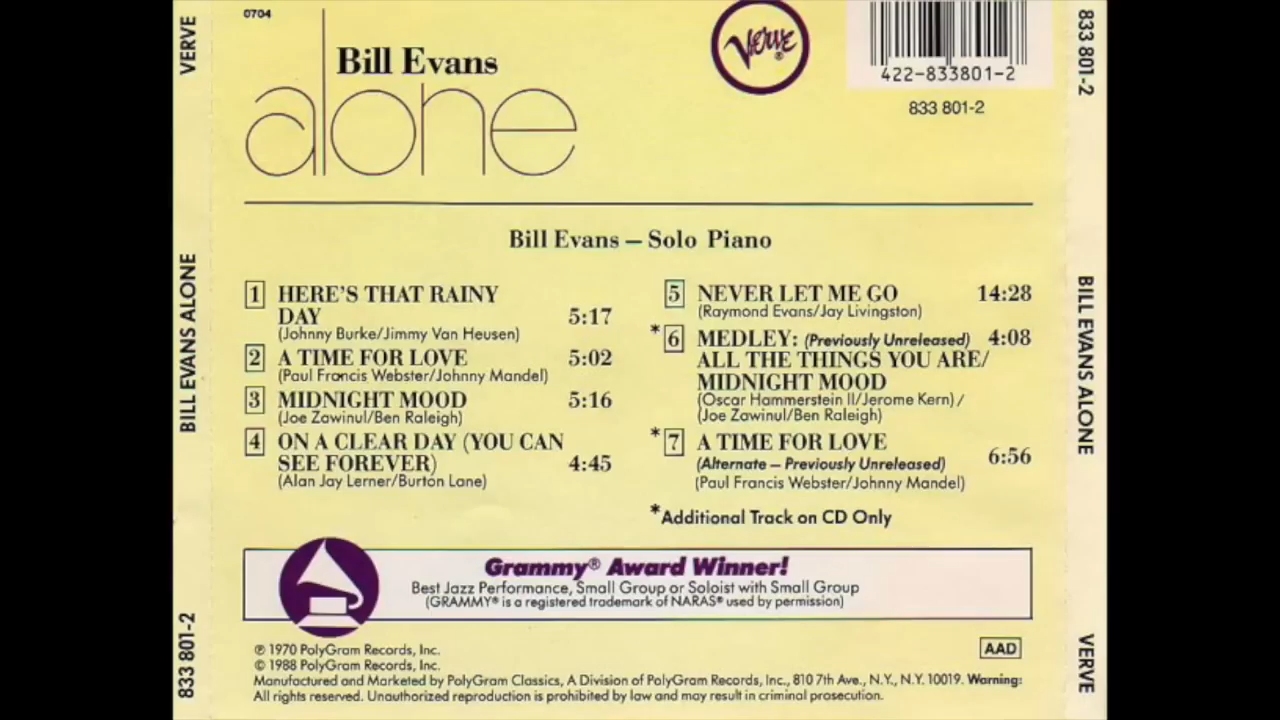 VERVE
BILL EVANS ALONE
833 801-2
0704
Bill Evans
alone
Verve®
422-833801-2
833 801-2
Bill Evans – Solo Piano
1 HERE'S THAT RAINY
DAY 5:17
(Johnny Burke/Jimmy Van Heusen)
2 A TIME FOR LOVE 5:02
(Paul Francis Webster/Johnny Mandel)
3 MIDNIGHT MOOD 5:16
(Joe Zawinul/Ben Raleigh)
4 ON A CLEAR DAY (YOU CAN
SEE FOREVER) 4:45
(Alan Jay Lerner/Burton Lane)
5 NEVER LET ME GO 14:28
(Raymond Evans/Jay Livingston)
*6 MEDLEY: (Previously Unreleased) 4:08
ALL THE THINGS YOU ARE/
MIDNIGHT MOOD
(Oscar Hammerstein II/Jerome Kern) /
(Joe Zawinul/Ben Raleigh)
*7 A TIME FOR LOVE
(Alternate – Previously Unreleased) 6:56
(Paul Francis Webster/Johnny Mandel)
*Additional Track on CD Only
Grammy® Award Winner!
Best Jazz Performance, Small Group or Soloist with Small Group
(GRAMMY® is a registered trademark of NARAS® used by permission)
℗ 1970 PolyGram Records, Inc.
© 1988 PolyGram Records, Inc.
AAD
Manufactured and Marketed by PolyGram Classics, A Division of PolyGram Records, Inc., 810 7th Ave., N.Y., N.Y. 10019. Warning:
All rights reserved. Unauthorized reproduction is prohibited by law and may result in criminal prosecution.
833 801-2
BILL EVANS ALONE
VERVE